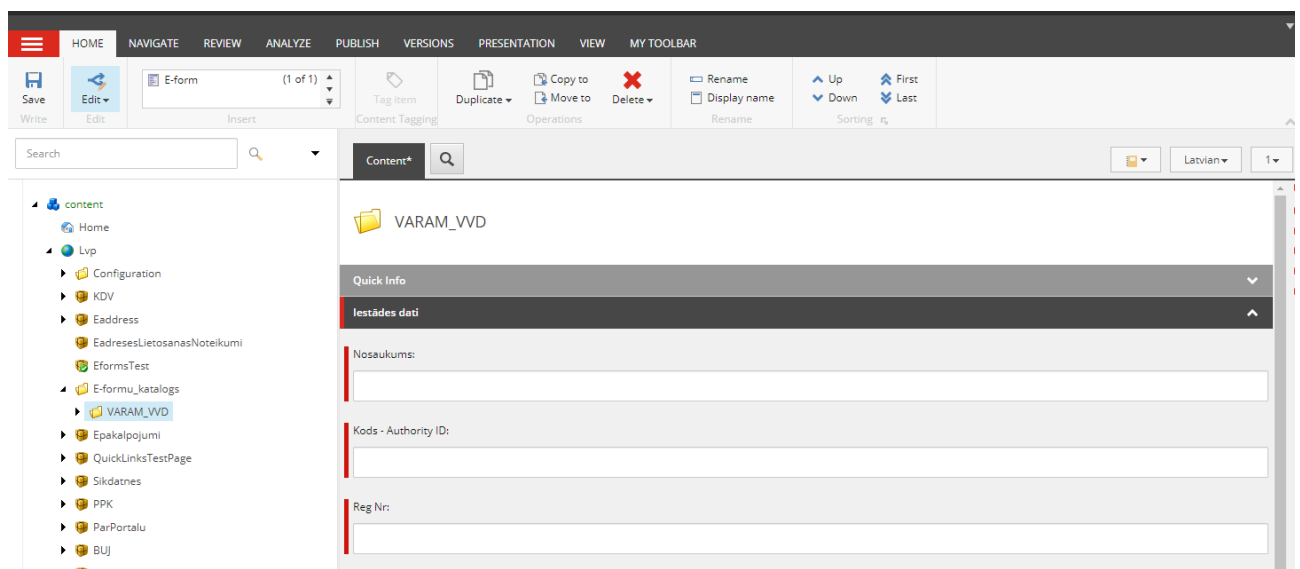 HOME NAVIGATE REVIEW ANALYZE PUBLISH VERSIONS PRESENTATION VIEW MY TOOLBAR
Save
Write
Edit
Edit
E-form (1 of 1)
Insert
Tag item
Content Tagging
Duplicate
Copy to
Move to
Delete
Operations
Rename
Display name
Rename
Up First
Down Last
Sorting
Search
Content*
Latvian
1
content
Home
Lvp
Configuration
KDV
Eaddress
EadresesLietosanasNoteikumi
EformsTest
E-formu_katalogs
VARAM_VVD
Epakalpojumi
QuickLinksTestPage
Sikdatnes
PPK
ParPortalu
BUJ
VARAM_VVD
Quick Info
Iestādes dati
Nosaukums:
Kods - Authority ID:
Reg Nr: